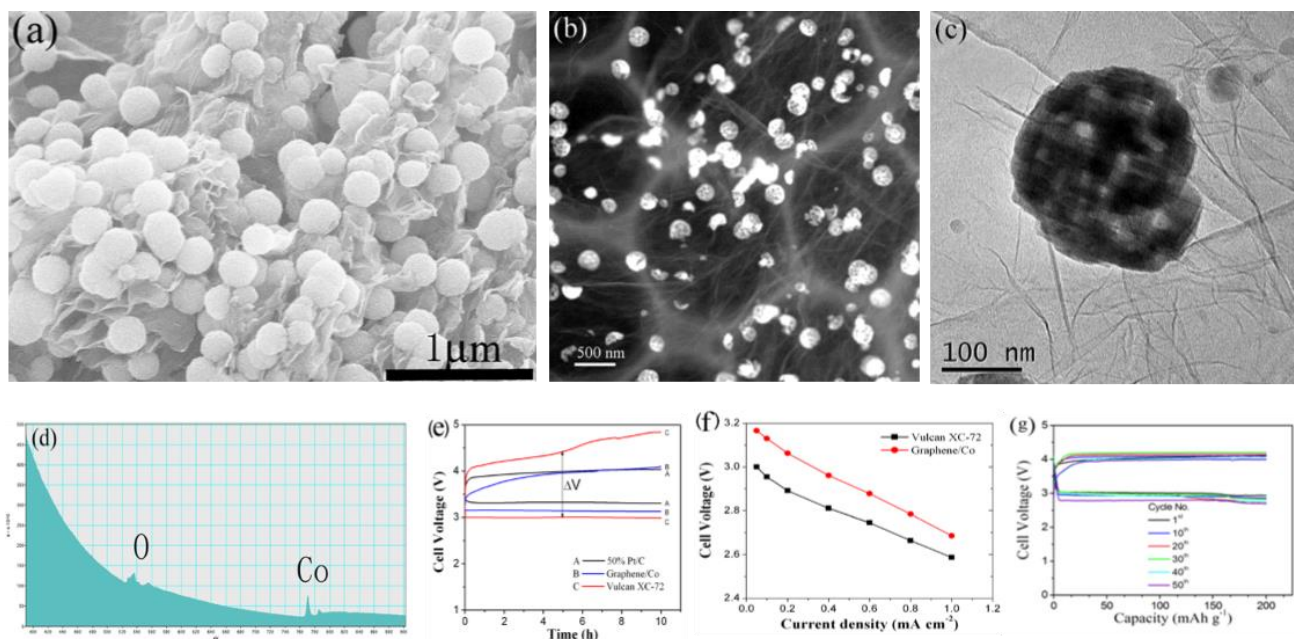 (a)
1μm
(b)
500 nm
(c)
100 nm
(d)
O
Co
(e)
5
4
3
2
1
Cell Voltage (V)
C
B
A
ΔV
A
B
C
A 50% Pt/C
B Graphene/Co
C Vulcan XC-72
0 2 4 6 8 10
Time (h)
(f)
3.2
3.0
2.8
2.6
2.4
Cell Voltage (V)
Vulcan XC-72
Graphene/Co
0.0 0.2 0.4 0.6 0.8 1.0
Current density (mA cm⁻²)
(g)
5
4
3
2
1
0
Cell Voltage (V)
Cycle No.
1st
10th
20th
30th
40th
50th
0 50 100 150 200
Capacity (mAh g⁻¹)